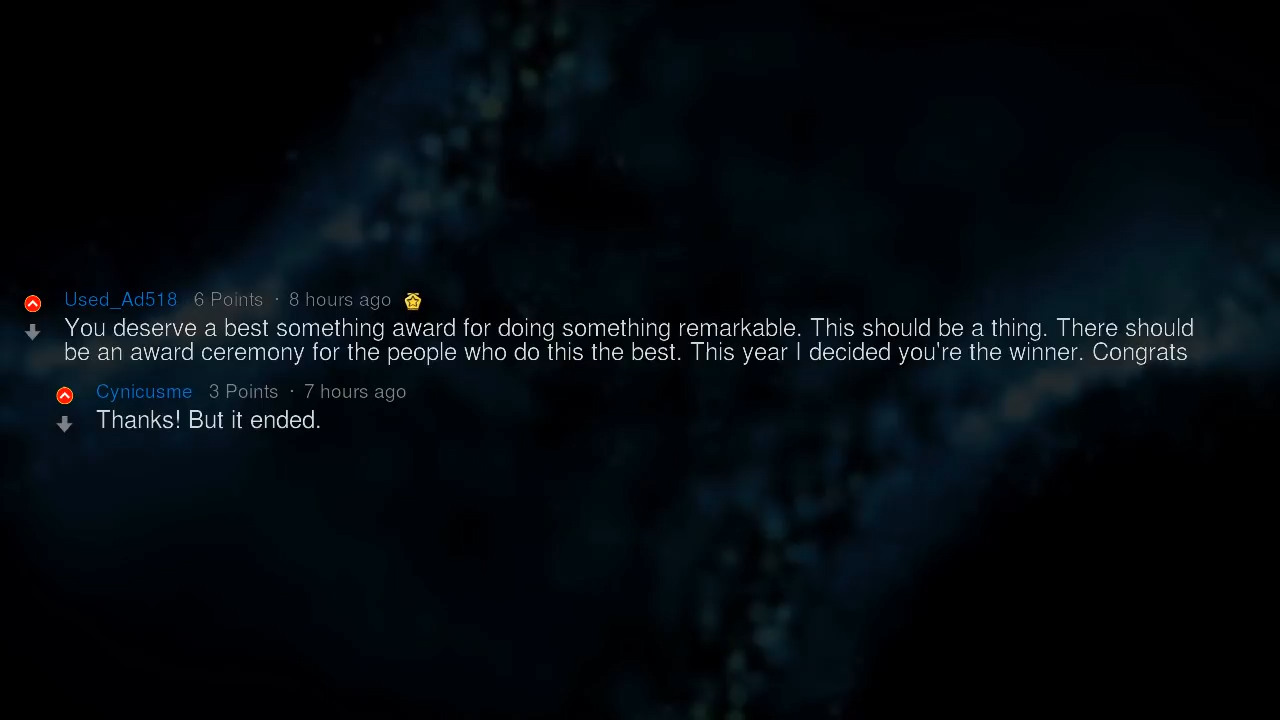 Used_Ad518 6 Points · 8 hours ago
You deserve a best something award for doing something remarkable. This should be a thing. There should
be an award ceremony for the people who do this the best. This year I decided you're the winner. Congrats
Cynicusme 3 Points · 7 hours ago
Thanks! But it ended.